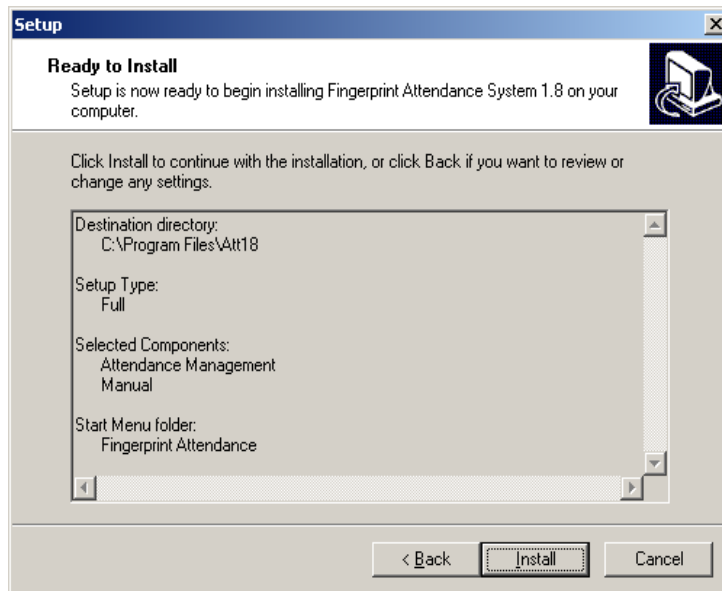 Setup
Ready to Install
Setup is now ready to begin installing Fingerprint Attendance System 1.8 on your
computer.
Click Install to continue with the installation, or click Back if you want to review or
change any settings.
Destination directory:
C:\Program Files\Att18
Setup Type:
Full
Selected Components:
Attendance Management
Manual
Start Menu folder:
Fingerprint Attendance
< Back
Install
Cancel